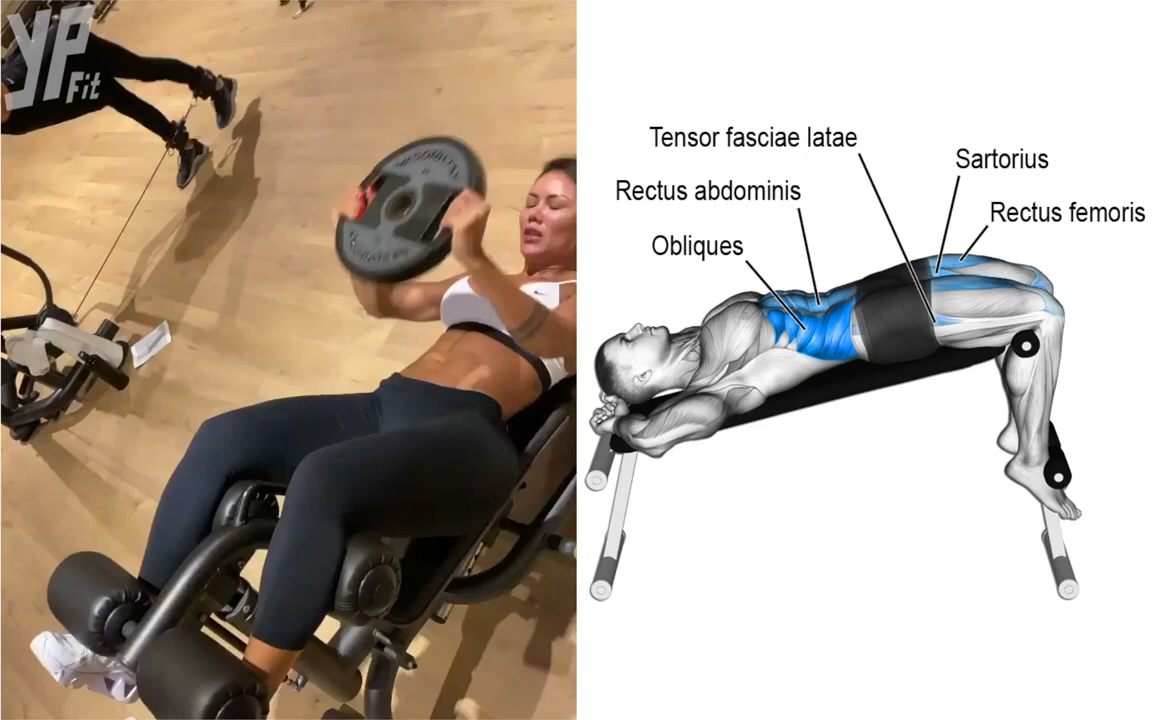 YP
Fit
Tensor fasciae latae
Sartorius
Rectus abdominis
Rectus femoris
Obliques